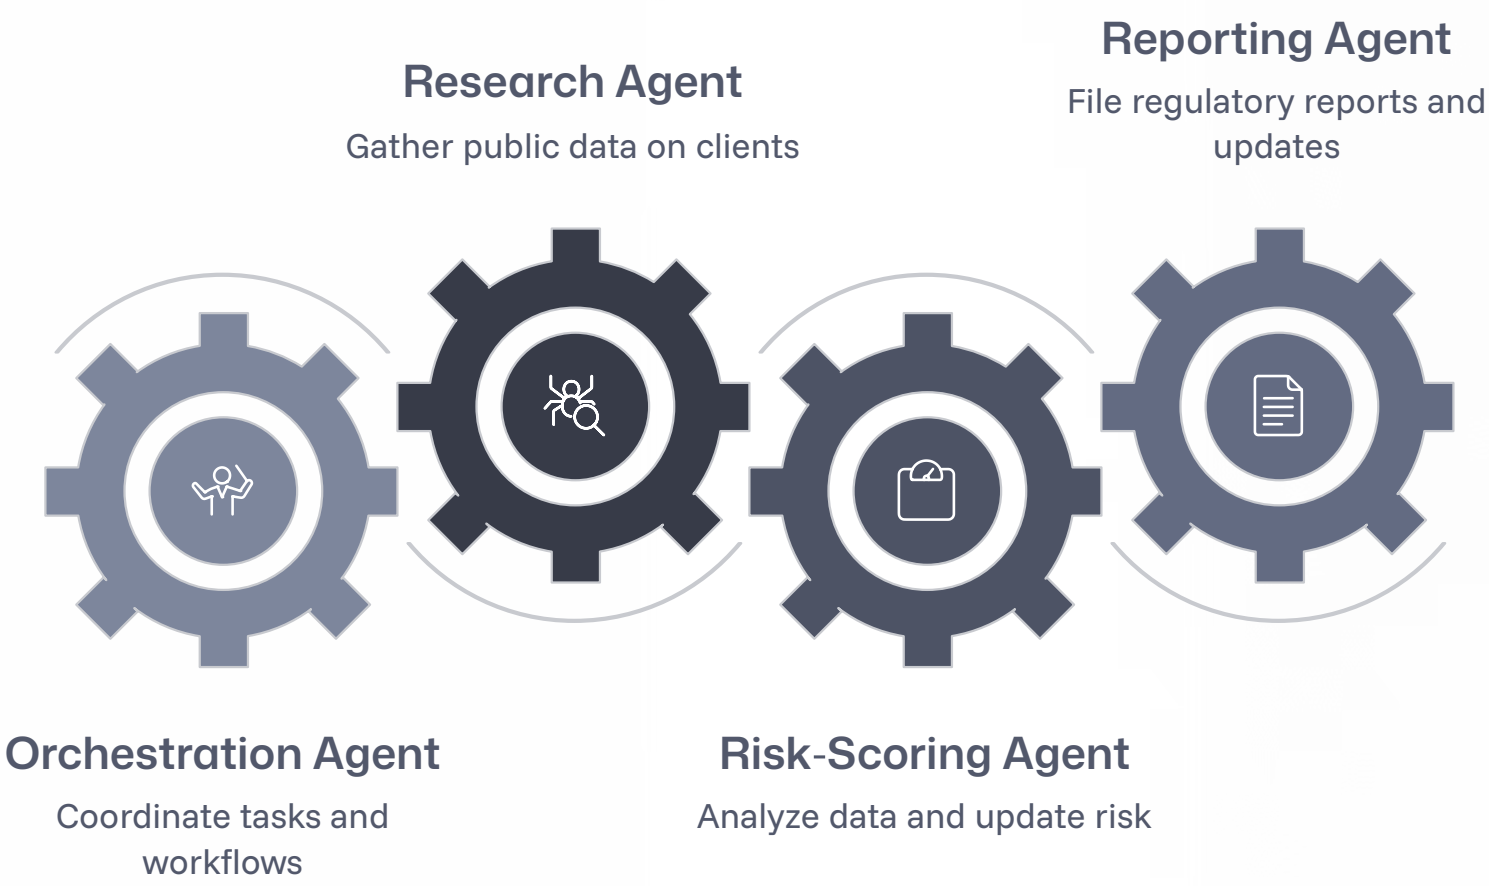 Orchestration Agent
Coordinate tasks and
workflows
Research Agent
Gather public data on clients
Risk-Scoring Agent
Analyze data and update risk
Reporting Agent
File regulatory reports and
updates